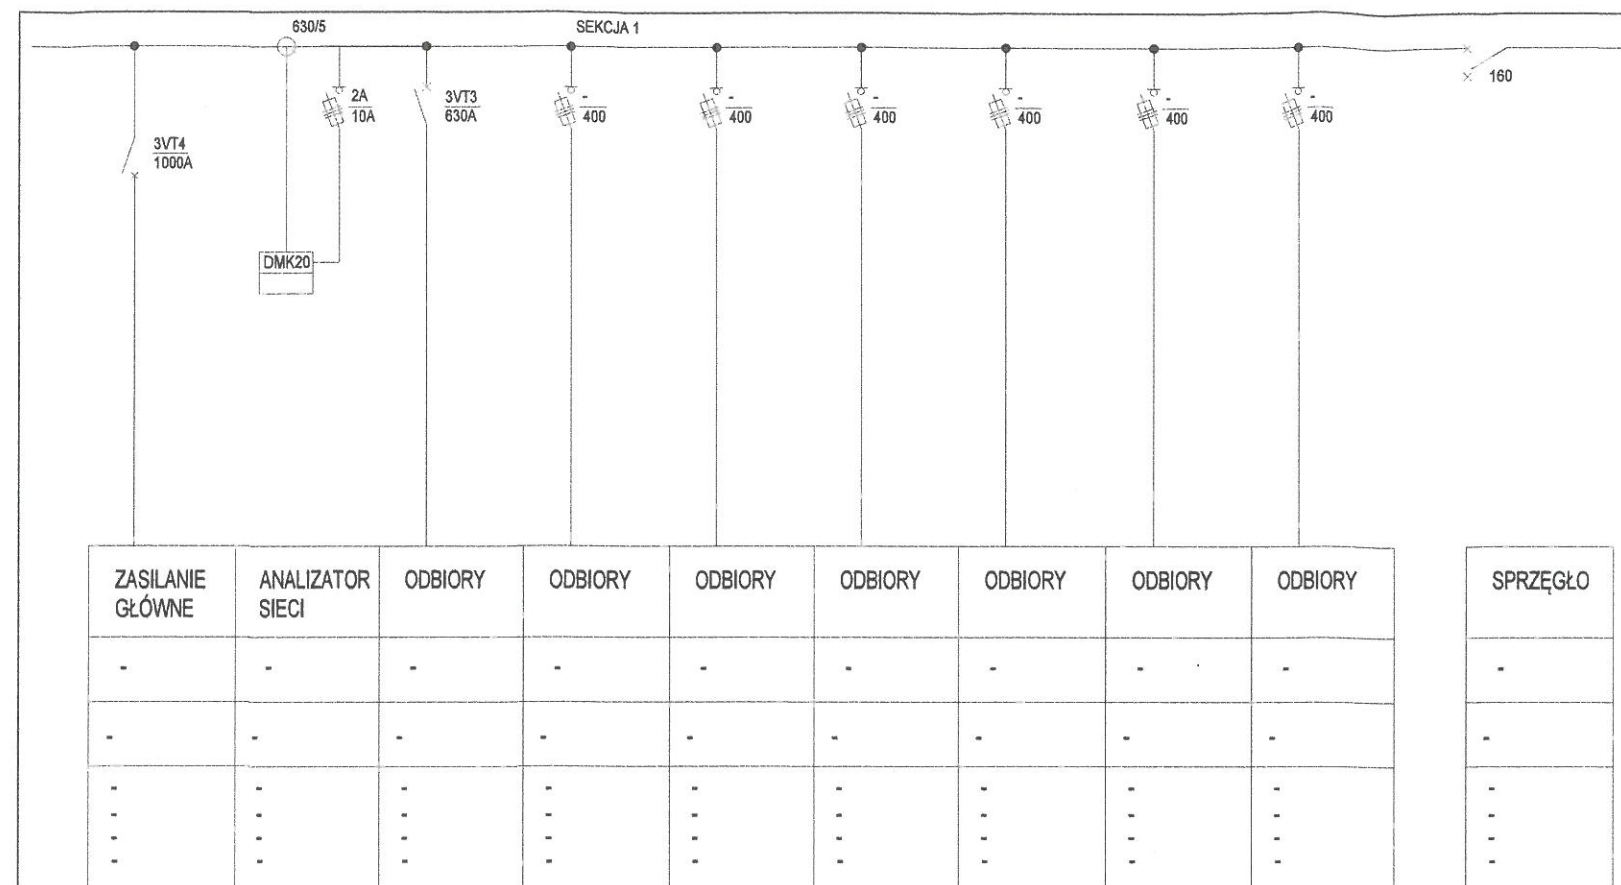 630/5
SEKCJA 1
160
2A
10A
3VT3
630A
-
400
-
400
-
400
-
400
-
400
-
400
3VT4
1000A
DMK20
ZASILANIE
GŁÓWNE
ANALIZATOR
SIECI
ODBIORY
ODBIORY
ODBIORY
ODBIORY
ODBIORY
ODBIORY
ODBIORY
SPRZĘGŁO
- - - - - - - - - -
- - - - - - - - - -
- - - - - - - - - -
- - - - - - - - - -
- - - - - - - - - -
- - - - - - - - - -